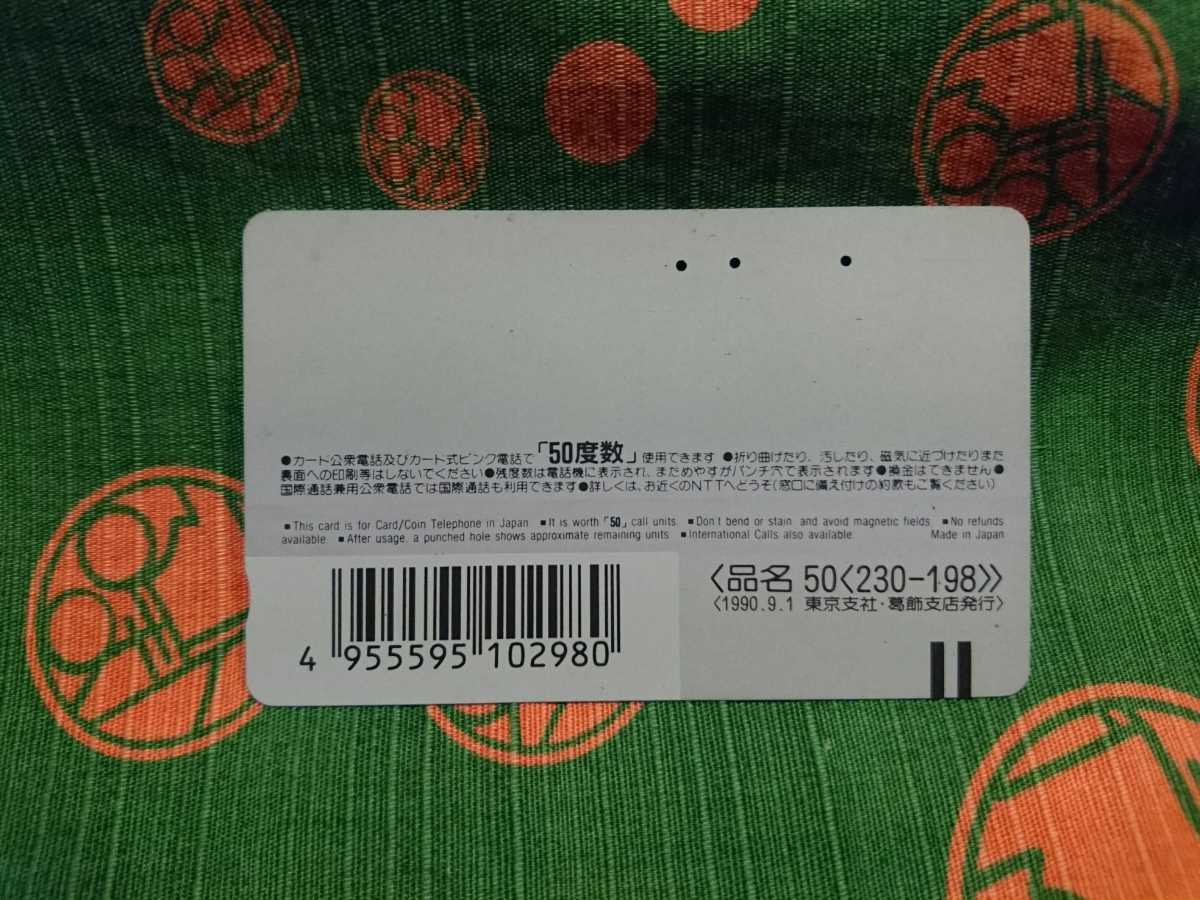 ●カード公衆電話及びカード式ピンク電話で「50度数」使用できます ●折り曲げたり、汚したり、磁気に近づけたりまた
裏面への印刷等はしないでください●残度数は電話機に表示され、まためやすがパンチ穴で表示されます●換金はできません●
国際通話兼用公衆電話では国際通話も利用できます●詳しくは、お近くのNTTへどうぞ(窓口に備え付けの約款もご覧ください)
■This card is for Card/Coin Telephone in Japan. ■It is worth「50」call units. ■Don't bend or stain, and avoid magnetic fields. ■No refunds
available. ■After usage, a punched hole shows approximate remaining units. ■International Calls also available. Made in Japan
〈品名 50〈230-198〉〉
〈1990.9.1 東京支社・葛飾支店発行〉
4 955595 102980